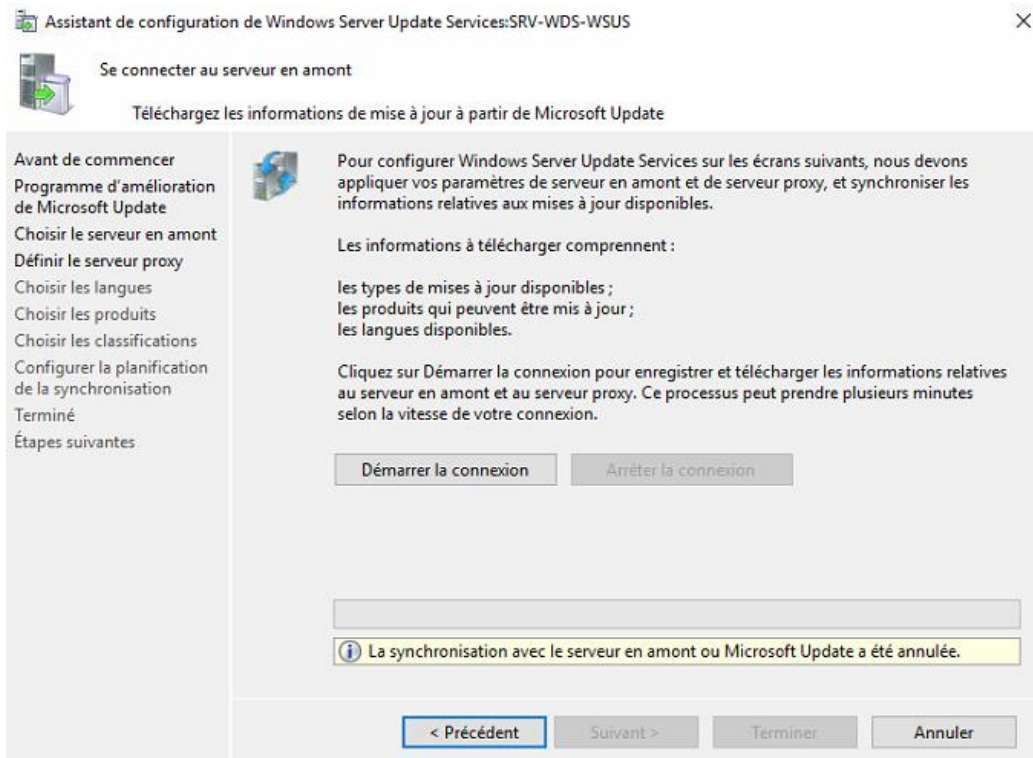 Assistant de configuration de Windows Server Update Services:SRV-WDS-WSUS
Se connecter au serveur en amont
Téléchargez les informations de mise à jour à partir de Microsoft Update
Avant de commencer
Programme d'amélioration
de Microsoft Update
Choisir le serveur en amont
Définir le serveur proxy
Choisir les langues
Choisir les produits
Choisir les classifications
Configurer la planification
de la synchronisation
Terminé
Étapes suivantes
Pour configurer Windows Server Update Services sur les écrans suivants, nous devons
appliquer vos paramètres de serveur en amont et de serveur proxy, et synchroniser les
informations relatives aux mises à jour disponibles.
Les informations à télécharger comprennent :
les types de mises à jour disponibles ;
les produits qui peuvent être mis à jour ;
les langues disponibles.
Cliquez sur Démarrer la connexion pour enregistrer et télécharger les informations relatives
au serveur en amont et au serveur proxy. Ce processus peut prendre plusieurs minutes
selon la vitesse de votre connexion.
Démarrer la connexion
Arrêter la connexion
La synchronisation avec le serveur en amont ou Microsoft Update a été annulée.
< Précédent
Suivant >
Terminer
Annuler